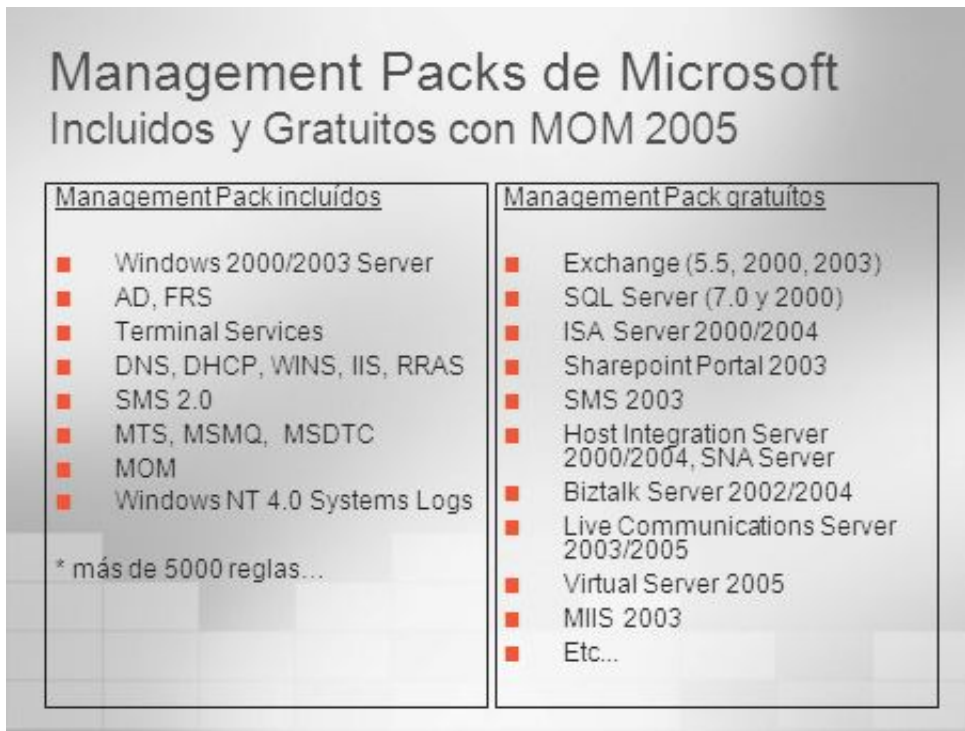 Management Packs de Microsoft
Incluidos y Gratuitos con MOM 2005
Management Pack incluídos
Windows 2000/2003 Server
AD, FRS
Terminal Services
DNS, DHCP, WINS, IIS, RRAS
SMS 2.0
MTS, MSMQ, MSDTC
MOM
Windows NT 4.0 Systems Logs
* más de 5000 reglas...
Management Pack gratuítos
Exchange (5.5, 2000, 2003)
SQL Server (7.0 y 2000)
ISA Server 2000/2004
Sharepoint Portal 2003
SMS 2003
Host Integration Server
2000/2004, SNA Server
Biztalk Server 2002/2004
Live Communications Server
2003/2005
Virtual Server 2005
MIIS 2003
Etc...